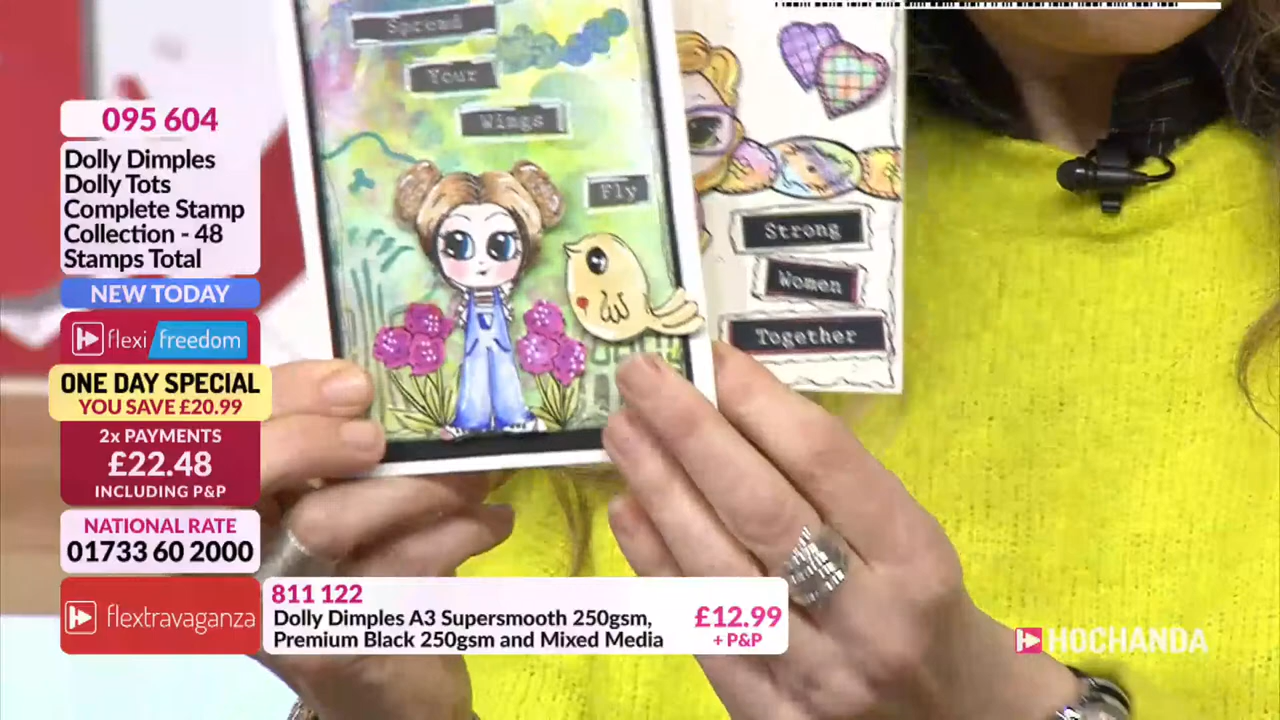 Spread
Your
Wings
Fly
Strong
Women
Together
095 604
Dolly Dimples
Dolly Tots
Complete Stamp
Collection - 48
Stamps Total
NEW TODAY
flexi freedom
ONE DAY SPECIAL
YOU SAVE £20.99
2x PAYMENTS
£22.48
INCLUDING P&P
NATIONAL RATE
01733 60 2000
flextravaganza
811 122
Dolly Dimples A3 Supersmooth 250gsm,
Premium Black 250gsm and Mixed Media
£12.99
+ P&P
HOCHANDA